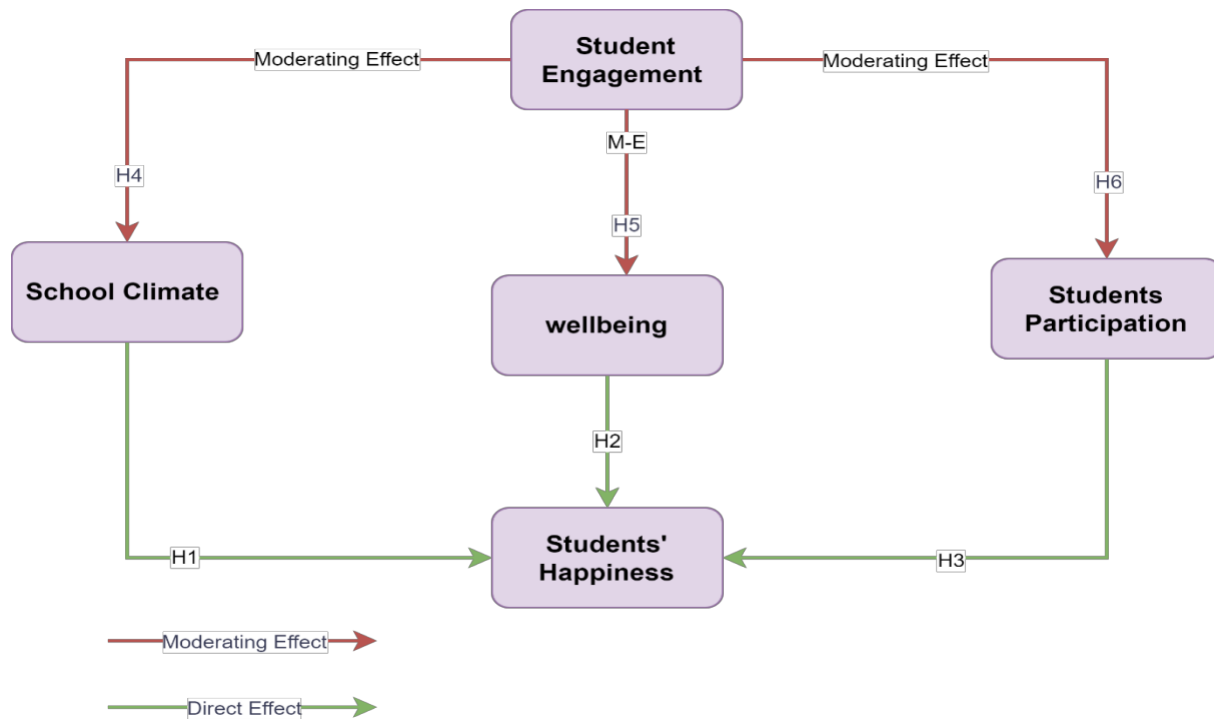 Student
Engagement
Moderating Effect
Moderating Effect
M-E
H4
H6
H5
School Climate
wellbeing
Students
Participation
H2
H1
Students'
Happiness
H3
Moderating Effect
Direct Effect